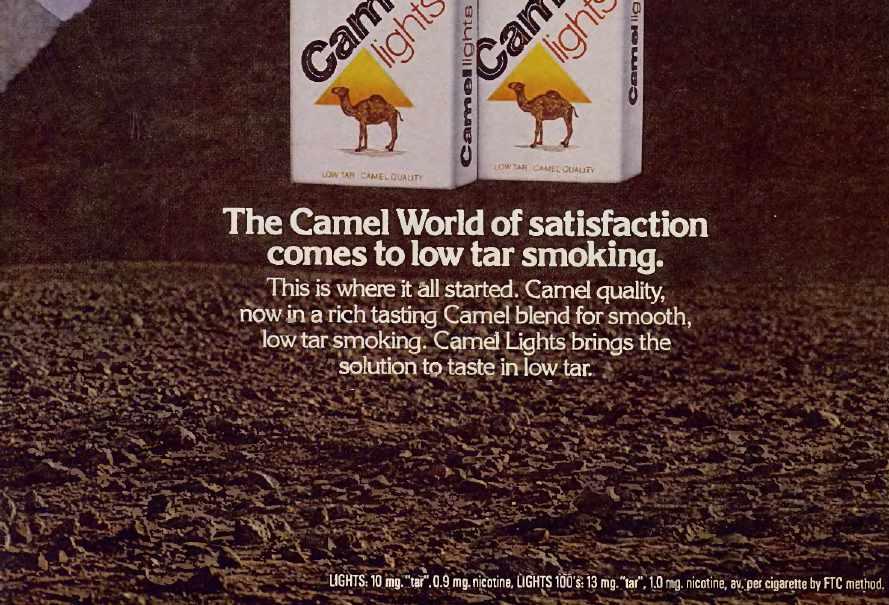 Cam
lights
Camel lights
LOW TAR CAMEL QUALITY
Cam
lights
Camel lig
LOW TAR CAMEL QUALITY
The Camel World of satisfaction
comes to low tar smoking.
This is where it all started. Camel quality,
now in a rich tasting Camel blend for smooth,
low tar smoking. Camel Lights brings the
solution to taste in low tar.
LIGHTS: 10 mg. "tar", 0.9 mg. nicotine, LIGHTS 100's: 13 mg. "tar", 1.0 mg. nicotine, av. per cigarette by FTC method.